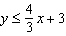 y ≤ 4/3 x + 3